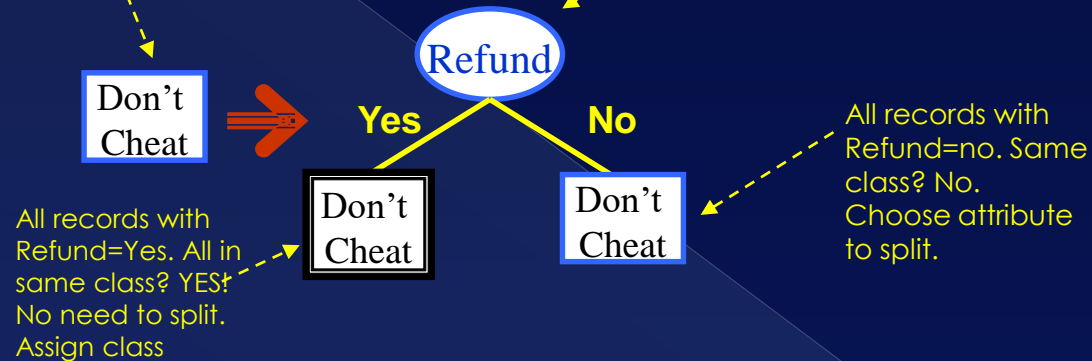 Refund
Don’t
Cheat
Yes
No
All records with
Refund=no. Same
class? No.
Choose attribute
to split.
Don’t
Cheat
Don’t
Cheat
All records with
Refund=Yes. All in
same class? YES!
No need to split.
Assign class